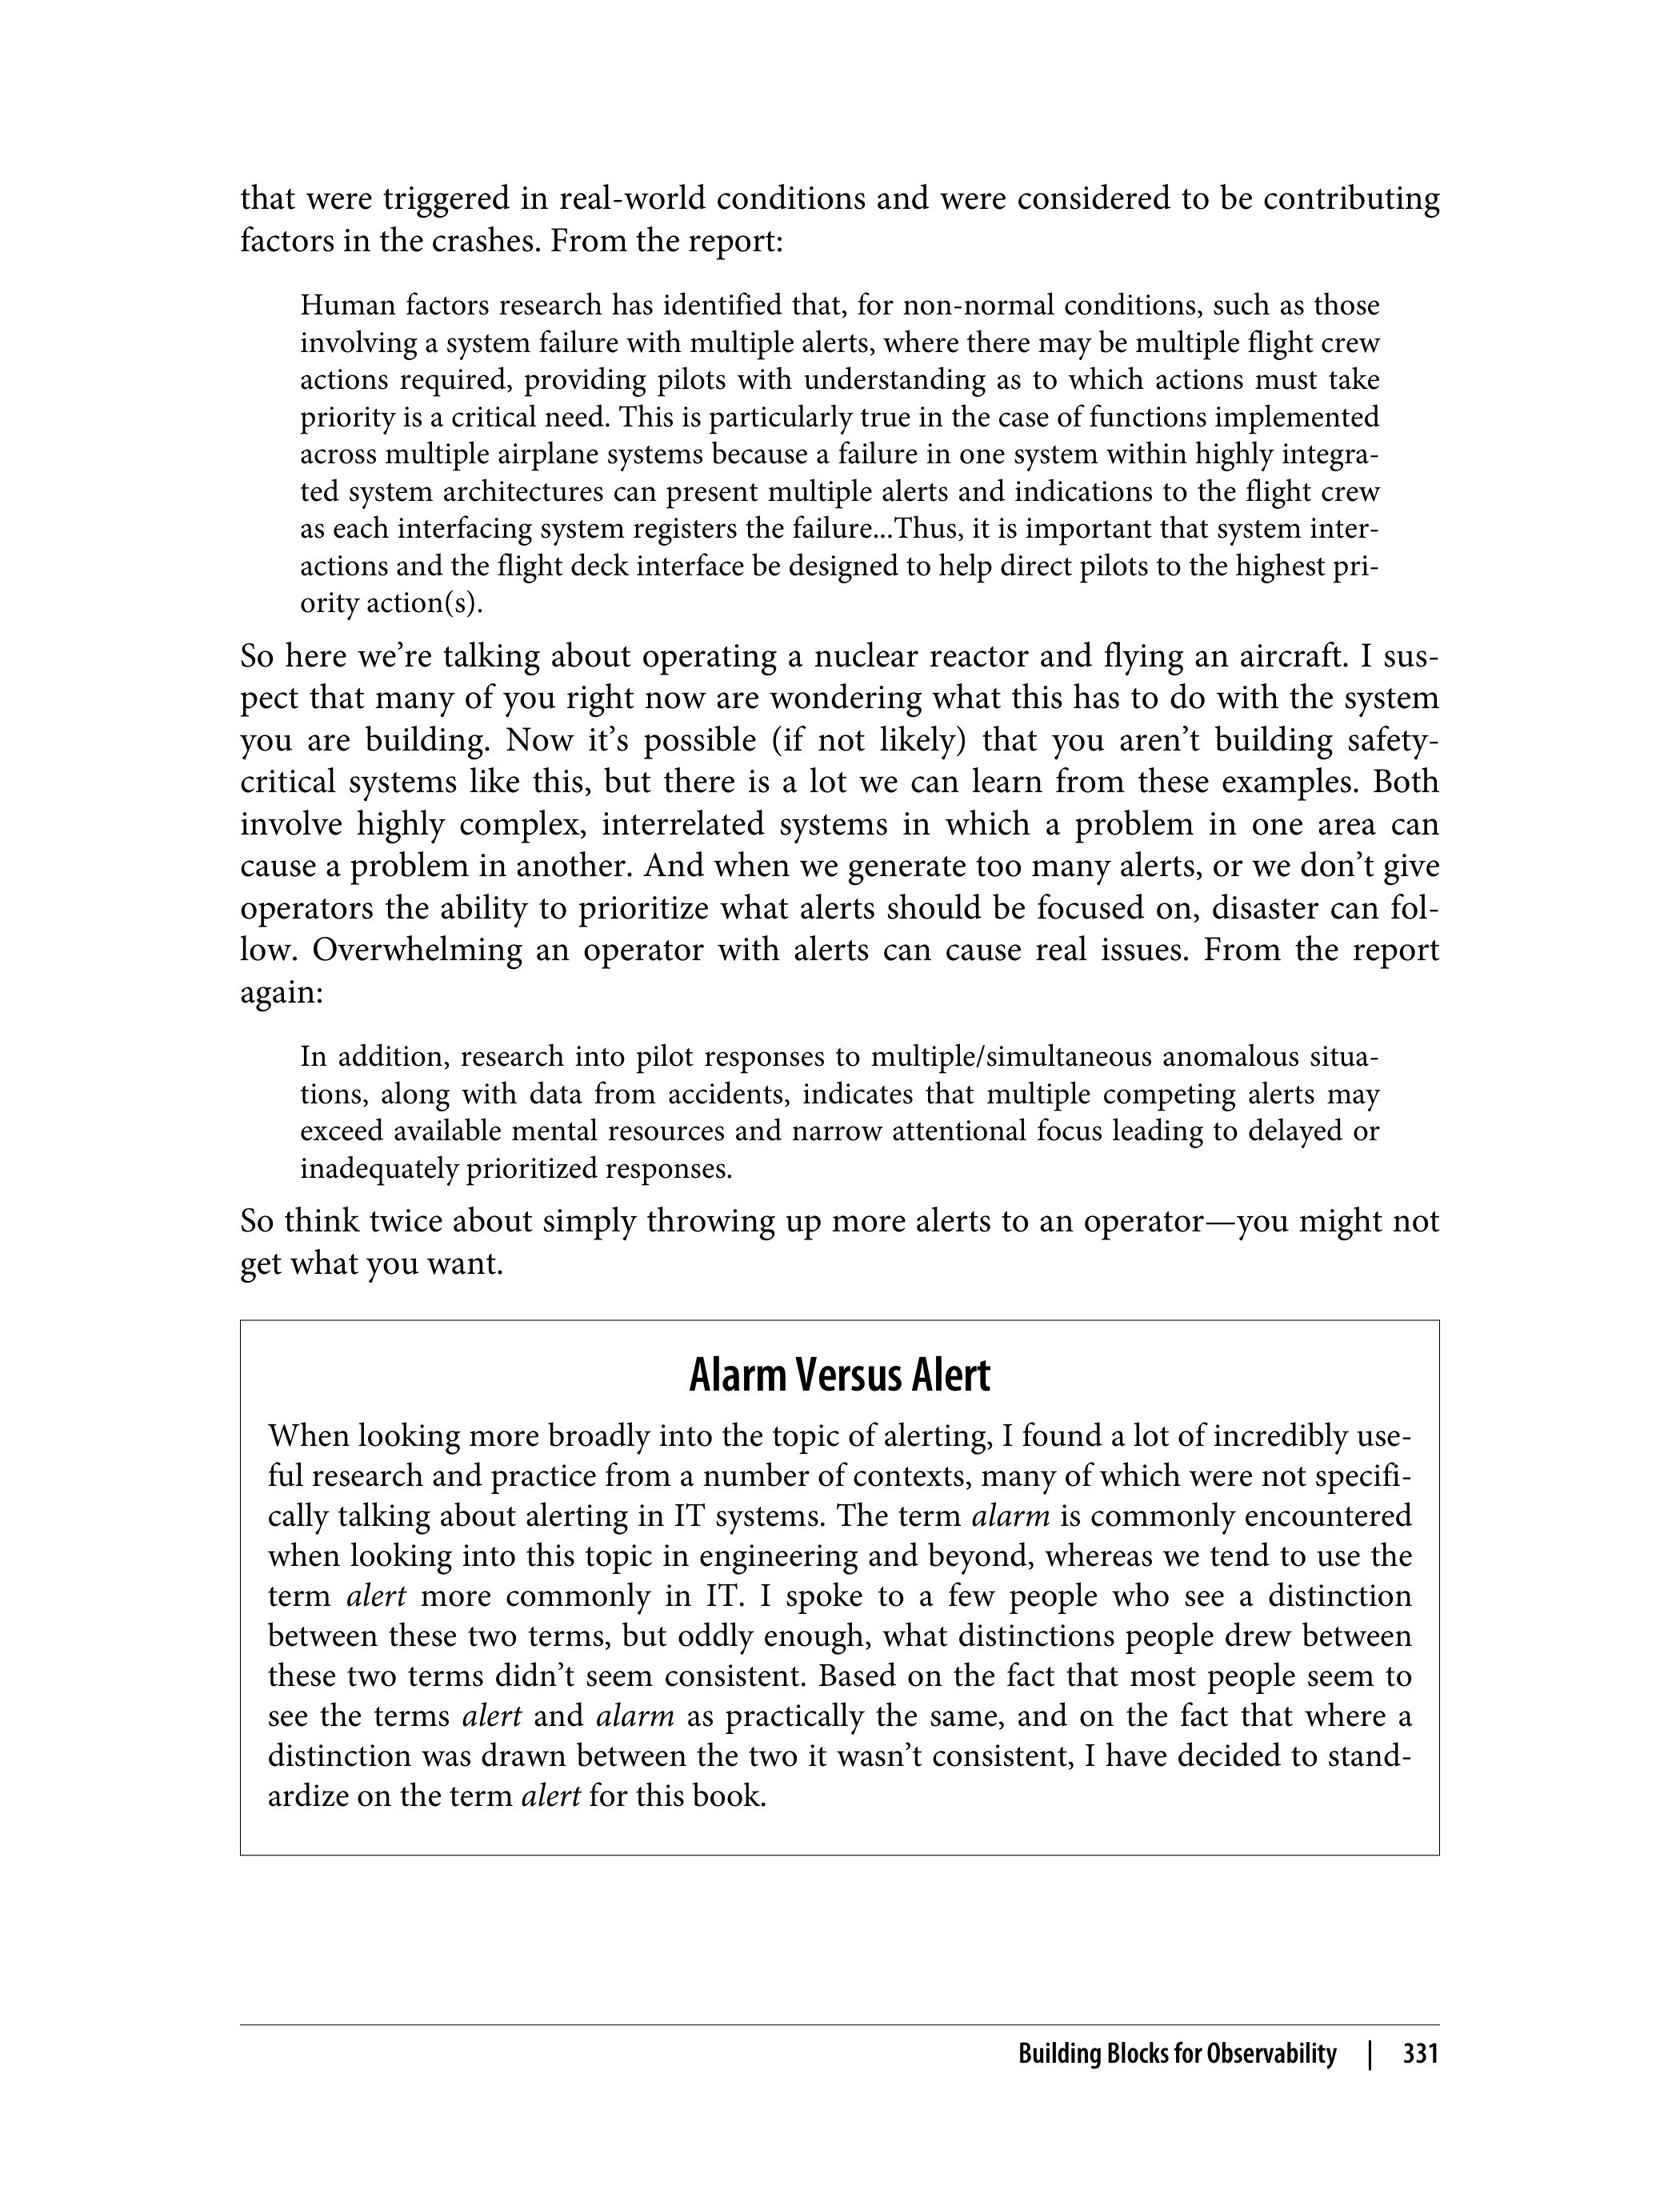 that were triggered in real-world conditions and were considered to be contributing
factors in the crashes. From the report:
Human factors research has identified that, for non-normal conditions, such as those
involving a system failure with multiple alerts, where there may be multiple flight crew
actions required, providing pilots with understanding as to which actions must take
priority is a critical need. This is particularly true in the case of functions implemented
across multiple airplane systems because a failure in one system within highly integra-
ted system architectures can present multiple alerts and indications to the flight crew
as each interfacing system registers the failure...Thus, it is important that system inter-
actions and the flight deck interface be designed to help direct pilots to the highest pri-
ority action(s).
So here we’re talking about operating a nuclear reactor and flying an aircraft. I sus-
pect that many of you right now are wondering what this has to do with the system
you are building. Now it’s possible (if not likely) that you aren’t building safety-
critical systems like this, but there is a lot we can learn from these examples. Both
involve highly complex, interrelated systems in which a problem in one area can
cause a problem in another. And when we generate too many alerts, or we don’t give
operators the ability to prioritize what alerts should be focused on, disaster can fol-
low. Overwhelming an operator with alerts can cause real issues. From the report
again:
In addition, research into pilot responses to multiple/simultaneous anomalous situa-
tions, along with data from accidents, indicates that multiple competing alerts may
exceed available mental resources and narrow attentional focus leading to delayed or
inadequately prioritized responses.
So think twice about simply throwing up more alerts to an operator—you might not
get what you want.
Alarm Versus Alert
When looking more broadly into the topic of alerting, I found a lot of incredibly use-
ful research and practice from a number of contexts, many of which were not specifi-
cally talking about alerting in IT systems. The term alarm is commonly encountered
when looking into this topic in engineering and beyond, whereas we tend to use the
term alert more commonly in IT. I spoke to a few people who see a distinction
between these two terms, but oddly enough, what distinctions people drew between
these two terms didn’t seem consistent. Based on the fact that most people seem to
see the terms alert and alarm as practically the same, and on the fact that where a
distinction was drawn between the two it wasn’t consistent, I have decided to stand-
ardize on the term alert for this book.
Building Blocks for Observability | 331